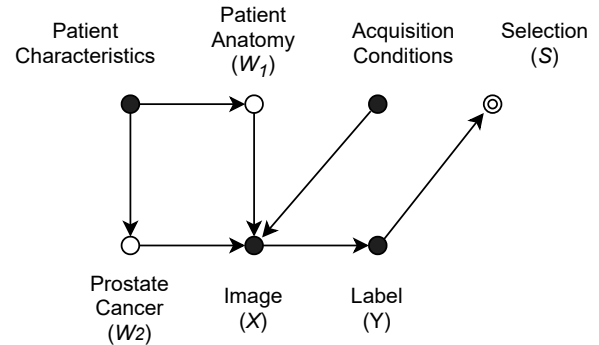 Patient
Characteristics
Patient
Anatomy
(W1)
Acquisition
Conditions
Selection
(S)
Prostate
Cancer
(W2)
Image
(X)
Label
(Y)